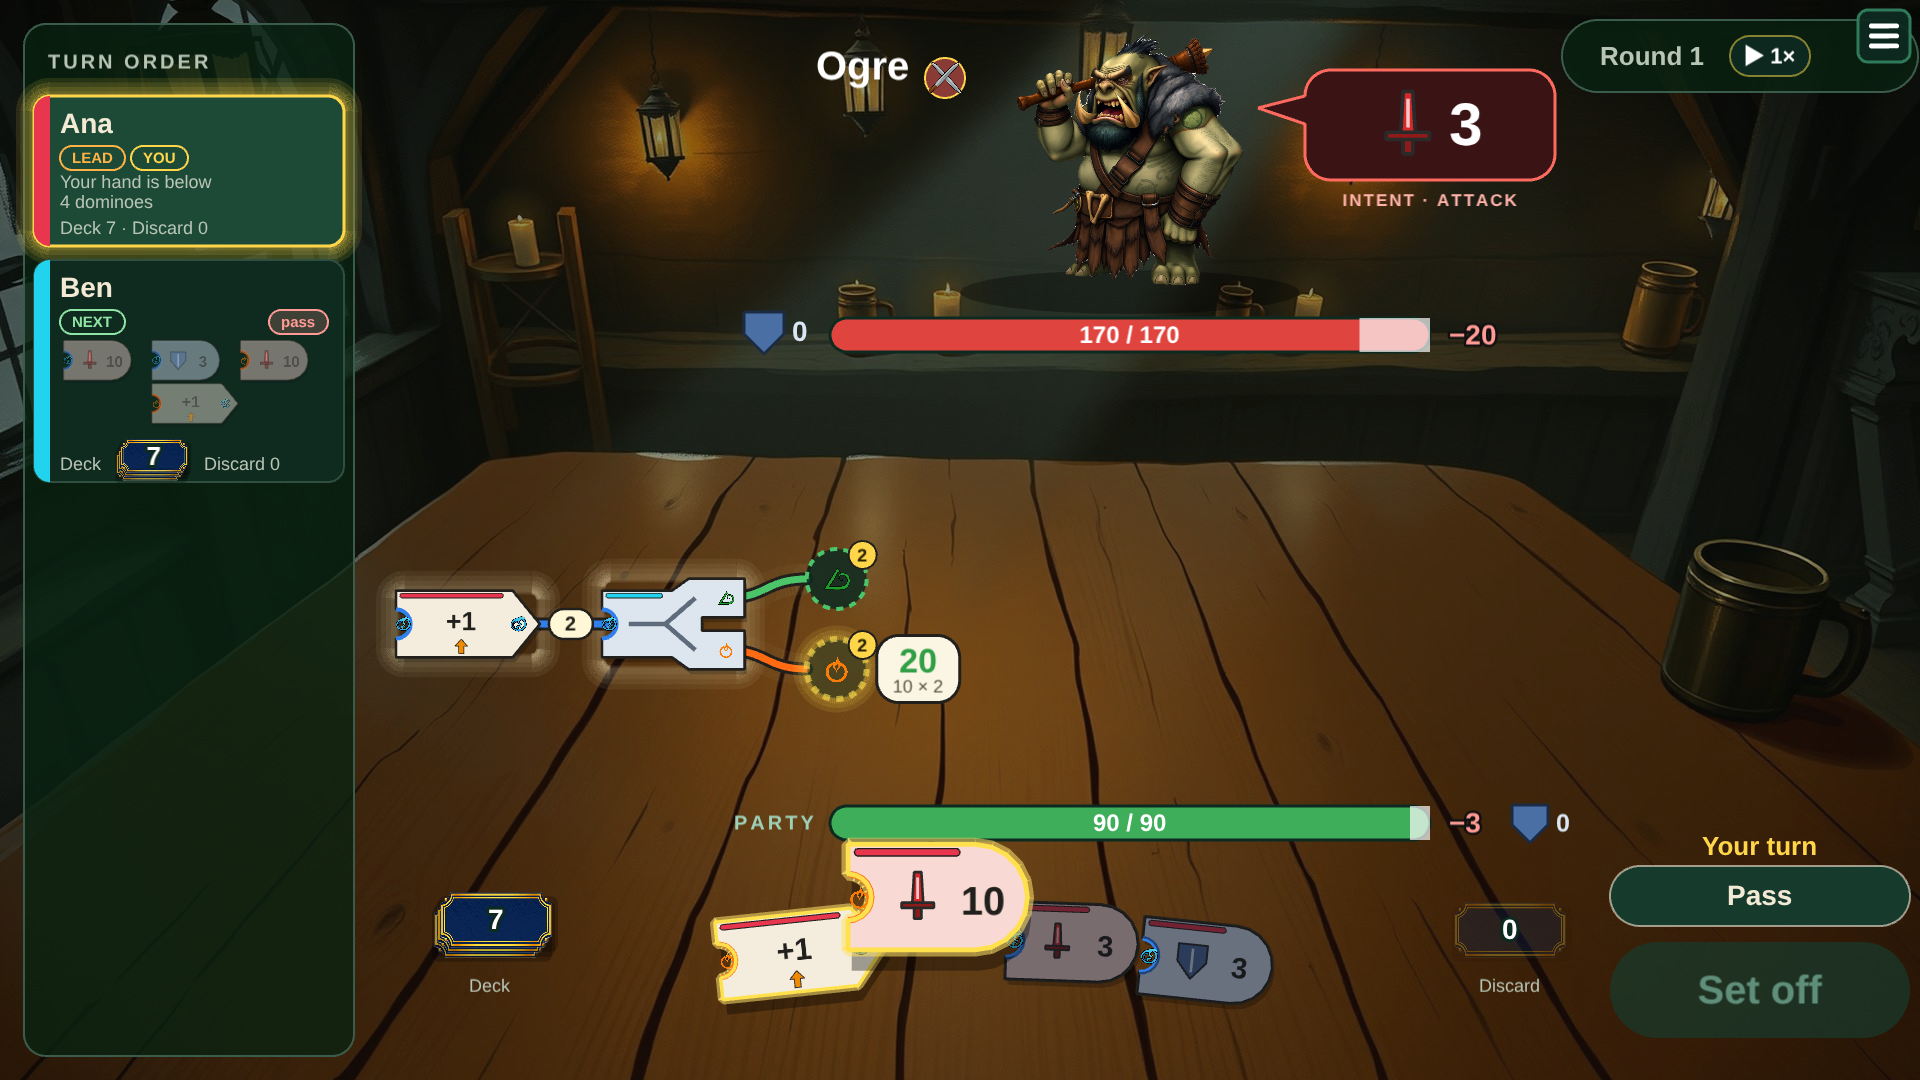 TURN ORDER
Ana
LEAD YOU
Your hand is below
4 dominoes
Deck 7 · Discard 0
Ben
NEXT pass
10 3 10
+1
Deck 7 Discard 0
Ogre
3
INTENT · ATTACK
Round 1 1×
0 170 / 170 −20
+1 2 2
2 20
10 × 2
PARTY 90 / 90 −3 0
Your turn
Pass
Set off
7
Deck
+1 10 3 3
0
Discard